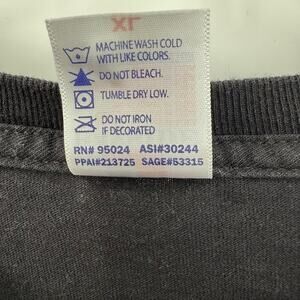 XL
MACHINE WASH COLD
WITH LIKE COLORS.
DO NOT BLEACH.
TUMBLE DRY LOW.
DO NOT IRON
IF DECORATED
RN# 95024 ASI#30244
PPAI#213725 SAGE#53315